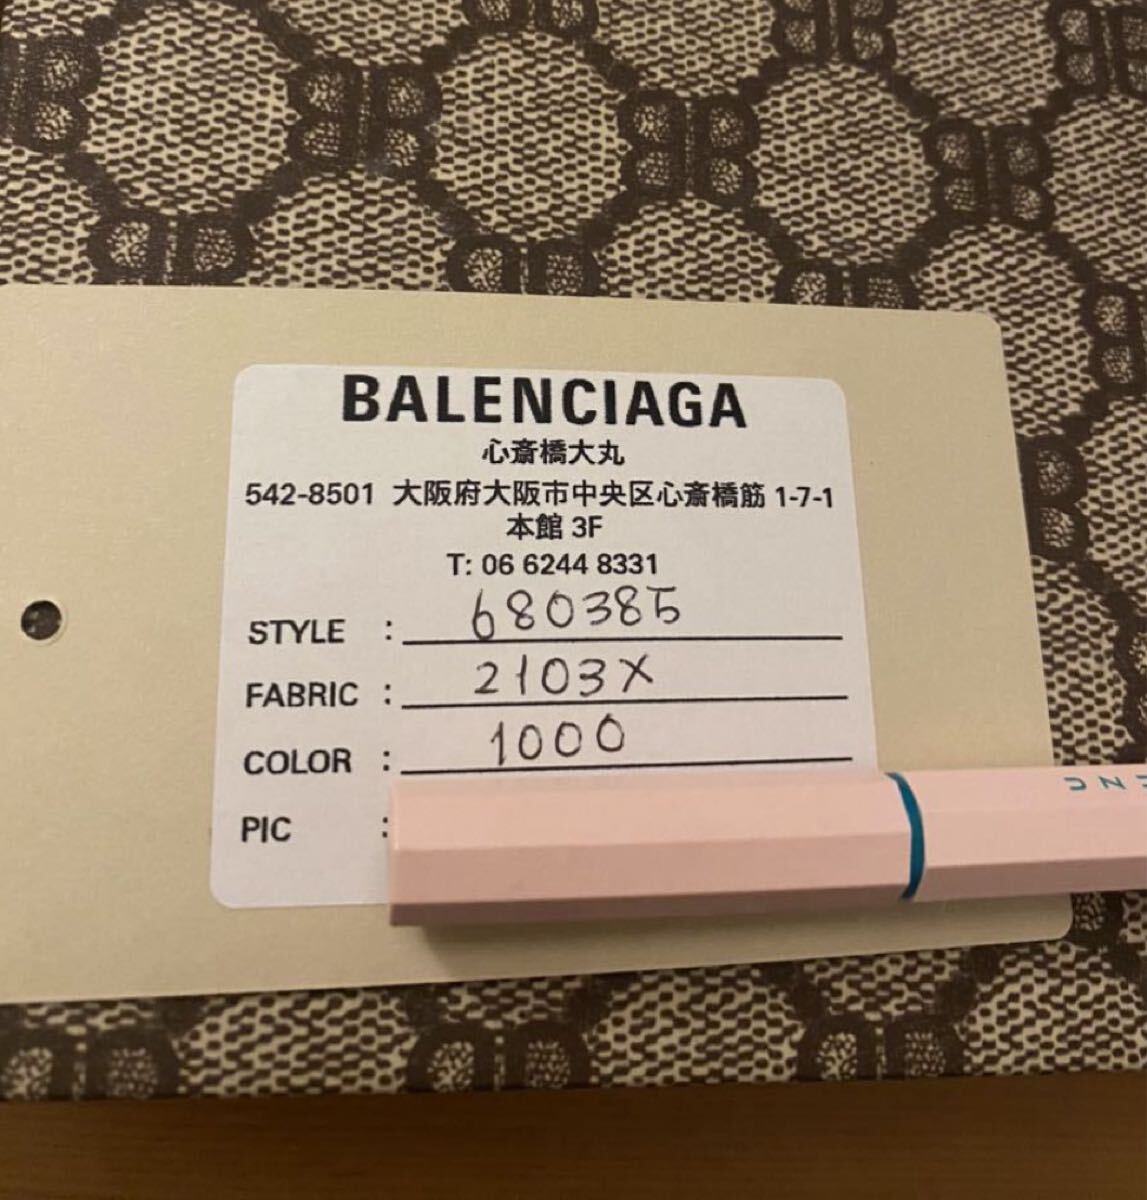 BALENCIAGA
心斎橋大丸
542-8501 大阪府大阪市中央区心斎橋筋 1-7-1
本館 3F
T: 06 6244 8331
STYLE : 680385
FABRIC : 2103X
COLOR : 1000
PIC :